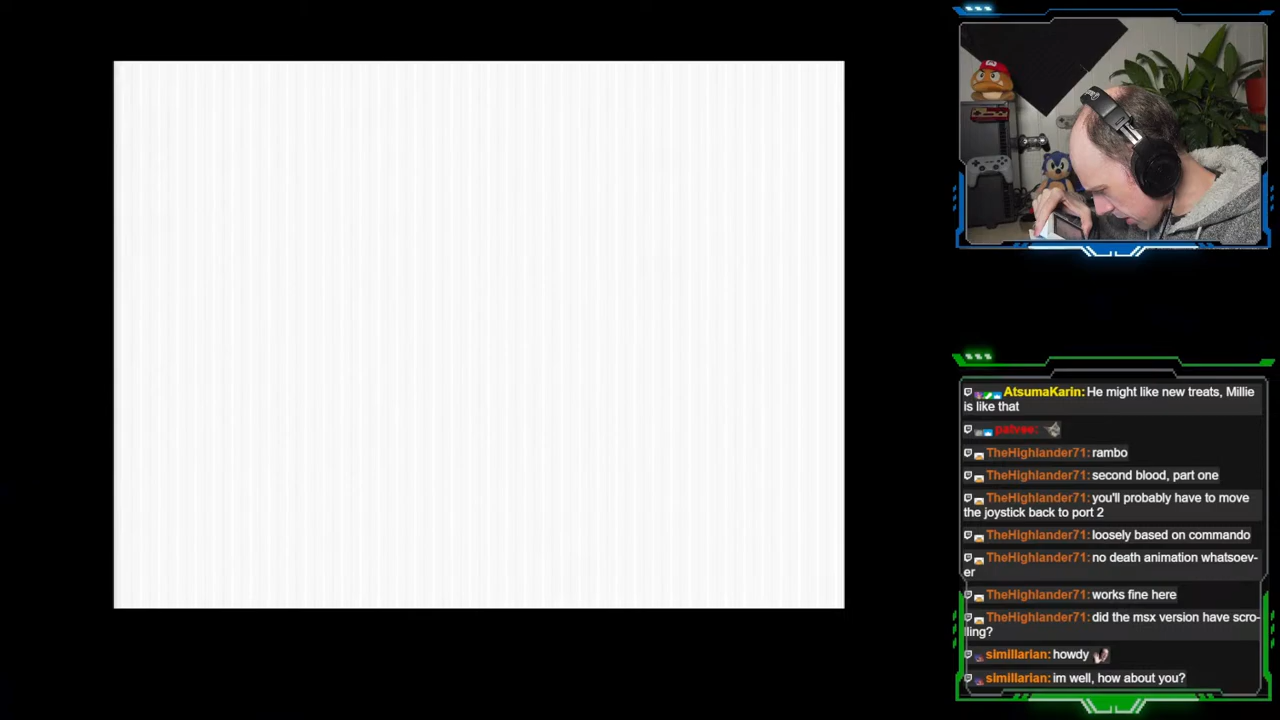 AtsumaKarin: He might like new treats, Millie
is like that
patvee:
TheHighlander71: rambo
TheHighlander71: second blood, part one
TheHighlander71: you'll probably have to move
the joystick back to port 2
TheHighlander71: loosely based on commando
TheHighlander71: no death animation whatsoev-
er
TheHighlander71: works fine here
TheHighlander71: did the msx version have scro-
lling?
simillarian: howdy
simillarian: im well, how about you?